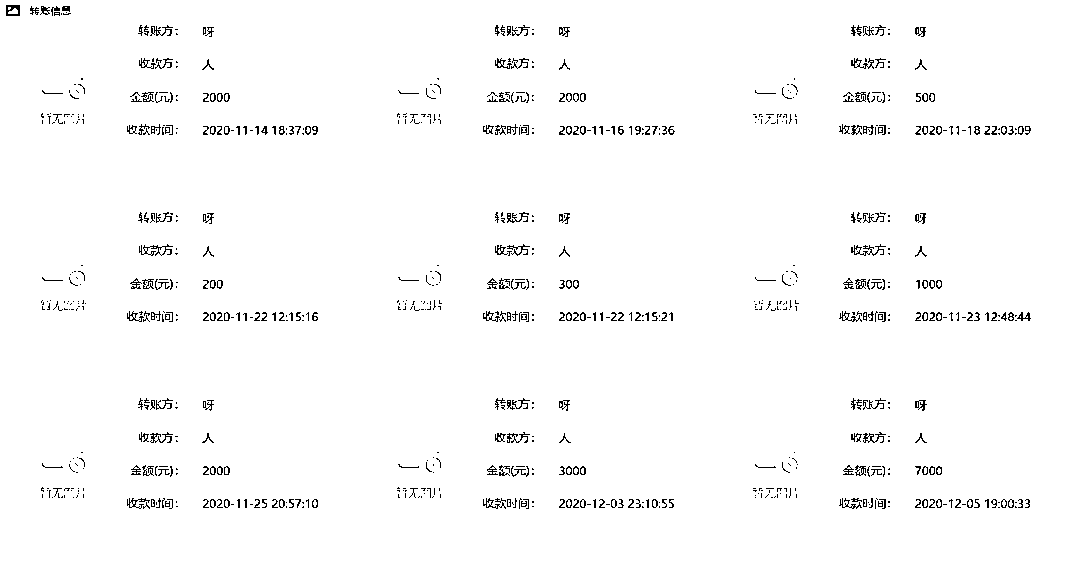 转账信息
转账方： 呀
收款方： 人
金额(元)： 2000
收款时间： 2020-11-14 18:37:09
暂无图片
转账方： 呀
收款方： 人
金额(元)： 2000
收款时间： 2020-11-16 19:27:36
暂无图片
转账方： 呀
收款方： 人
金额(元)： 500
收款时间： 2020-11-18 22:03:09
暂无图片
转账方： 呀
收款方： 人
金额(元)： 200
收款时间： 2020-11-22 12:15:16
暂无图片
转账方： 呀
收款方： 人
金额(元)： 300
收款时间： 2020-11-22 12:15:21
暂无图片
转账方： 呀
收款方： 人
金额(元)： 1000
收款时间： 2020-11-23 12:48:44
暂无图片
转账方： 呀
收款方： 人
金额(元)： 2000
收款时间： 2020-11-25 20:57:10
暂无图片
转账方： 呀
收款方： 人
金额(元)： 3000
收款时间： 2020-12-03 23:10:55
暂无图片
转账方： 呀
收款方： 人
金额(元)： 7000
收款时间： 2020-12-05 19:00:33
暂无图片